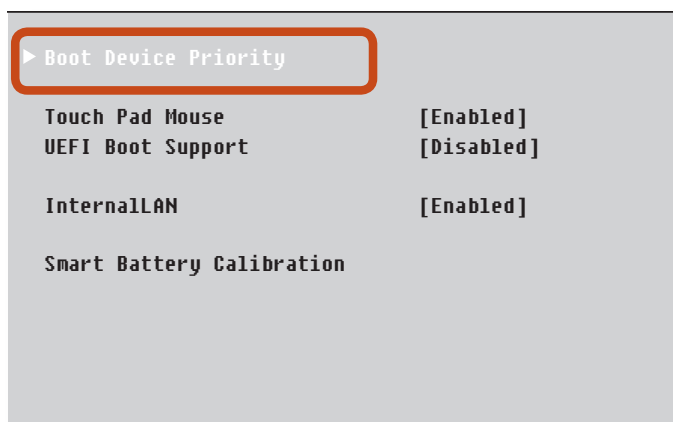 Boot Device Priority
Touch Pad Mouse [Enabled]
UEFI Boot Support [Disabled]
InternalLAN [Enabled]
Smart Battery Calibration